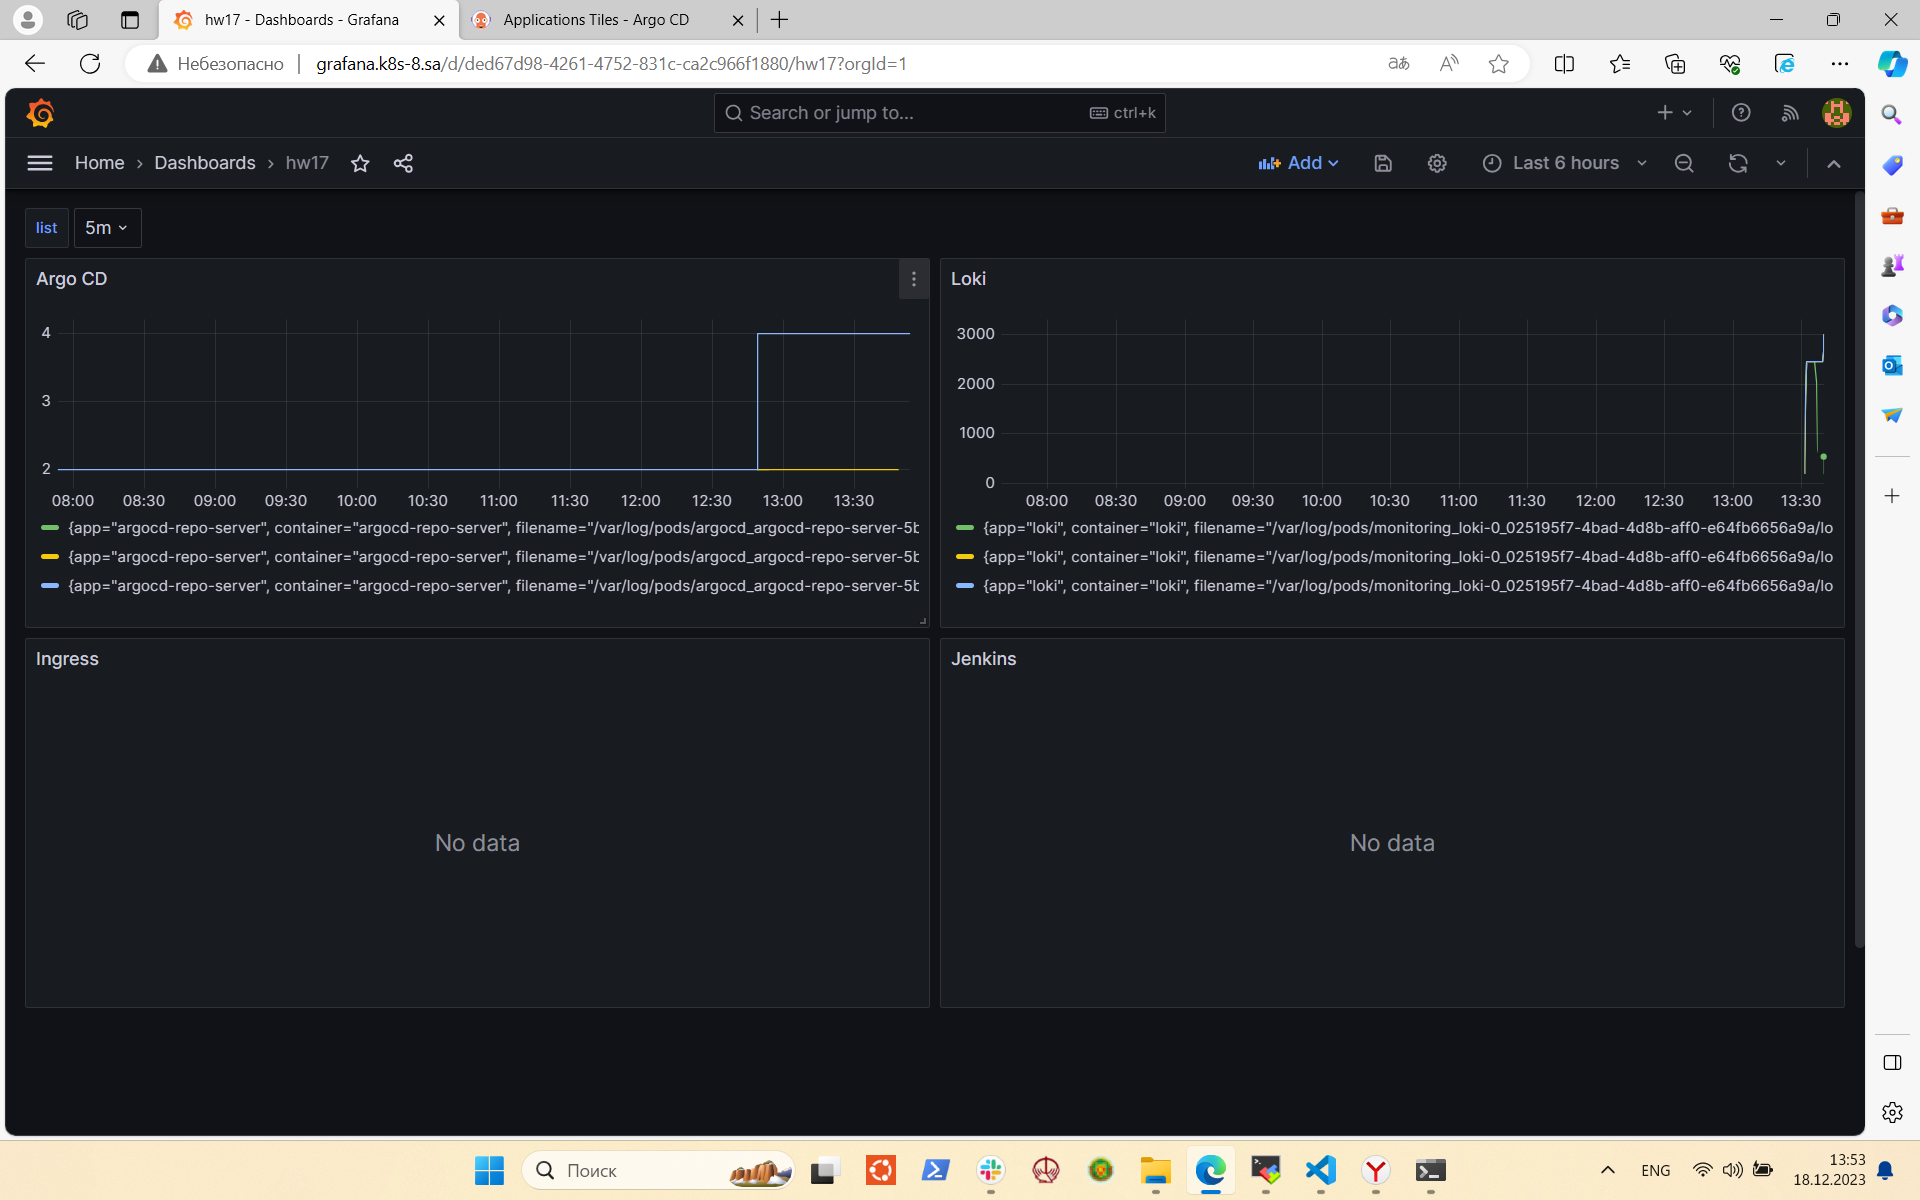 hw17 - Dashboards - Grafana
Applications Tiles - Argo CD
Небезопасно
grafana.k8s-8.sa/d/ded67d98-4261-4752-831c-ca2c966f1880/hw17?orgId=1
aあ
Search or jump to...
ctrl+k
Home › Dashboards › hw17
Add
Last 6 hours
list
5m
Argo CD
4
3
2
08:00 08:30 09:00 09:30 10:00 10:30 11:00 11:30 12:00 12:30 13:00 13:30
{app="argocd-repo-server", container="argocd-repo-server", filename="/var/log/pods/argocd_argocd-repo-server-5b
{app="argocd-repo-server", container="argocd-repo-server", filename="/var/log/pods/argocd_argocd-repo-server-5b
{app="argocd-repo-server", container="argocd-repo-server", filename="/var/log/pods/argocd_argocd-repo-server-5b
Loki
3000
2000
1000
0
08:00 08:30 09:00 09:30 10:00 10:30 11:00 11:30 12:00 12:30 13:00 13:30
{app="loki", container="loki", filename="/var/log/pods/monitoring_loki-0_025195f7-4bad-4d8b-aff0-e64fb6656a9a/lo
{app="loki", container="loki", filename="/var/log/pods/monitoring_loki-0_025195f7-4bad-4d8b-aff0-e64fb6656a9a/lo
{app="loki", container="loki", filename="/var/log/pods/monitoring_loki-0_025195f7-4bad-4d8b-aff0-e64fb6656a9a/lo
Ingress
No data
Jenkins
No data
Поиск
ENG
13:53
18.12.2023